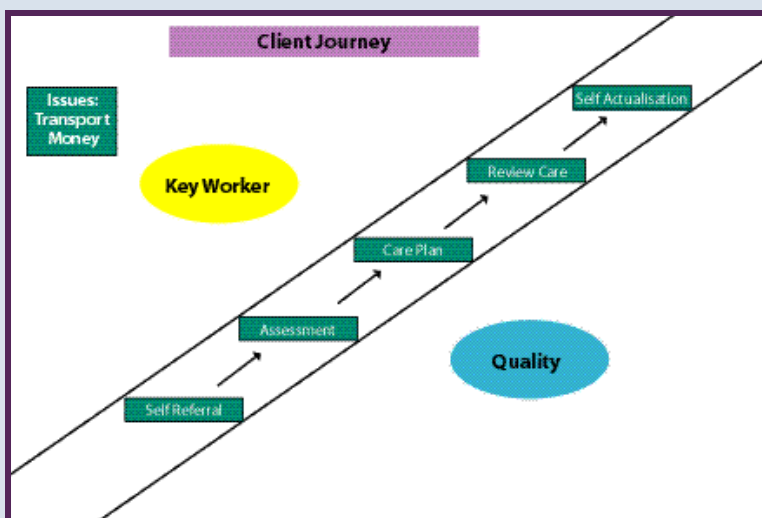 Client Journey
Issues:
Transport
Money
Self Actualisation
Key Worker
Review Care
Care Plan
Assessment
Quality
Self Referral